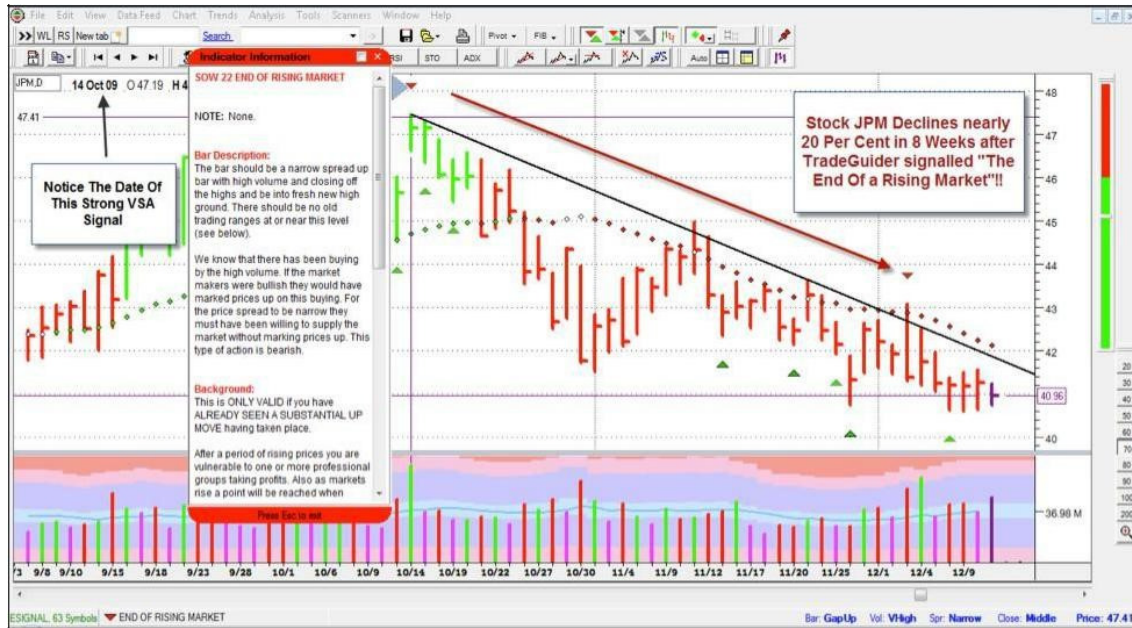 File Edit View Data Feed Chart Trends Analysis Tools Scanners Window Help
WL RS New tab Search Pivot FIB
RSI STO ADX Auto
Indicator Information
SOW 22 END OF RISING MARKET
NOTE: None.
Bar Description:
The bar should be a narrow spread up
bar with high volume and closing off
the highs and be into fresh new high
ground. There should be no old
trading ranges at or near this level
(see below).
We know that there has been buying
by the high volume. If the market
makers were bullish they would have
marked prices up on this buying. For
the price spread to be narrow they
must have been willing to supply the
market without marking prices up. This
type of action is bearish.
Background:
This is ONLY VALID if you have
ALREADY SEEN A SUBSTANTIAL UP
MOVE having taken place.
After a period of rising prices you are
vulnerable to one or more professional
groups taking profits. Also as markets
rise a point will be reached when
Press Esc to exit
JPM,D 14 Oct 09 O 47.19 H 4
47.41
Notice The Date Of
This Strong VSA
Signal
Stock JPM Declines nearly
20 Per Cent in 8 Weeks after
TradeGuider signalled "The
End Of a Rising Market"!!
48
47
46
45
44
43
42
40.96
40
36.98 M
20
30
40
50
60
70
80
90
100
200
9/8 9/10 9/15 9/18 9/23 9/28 10/1 10/6 10/9 10/14 10/19 10/22 10/27 10/30 11/4 11/9 11/12 11/17 11/20 11/25 12/1 12/4 12/9
ESIGNAL, 63 Symbols END OF RISING MARKET Bar: GapUp Vol: VHigh Spr: Narrow Close: Middle Price: 47.41